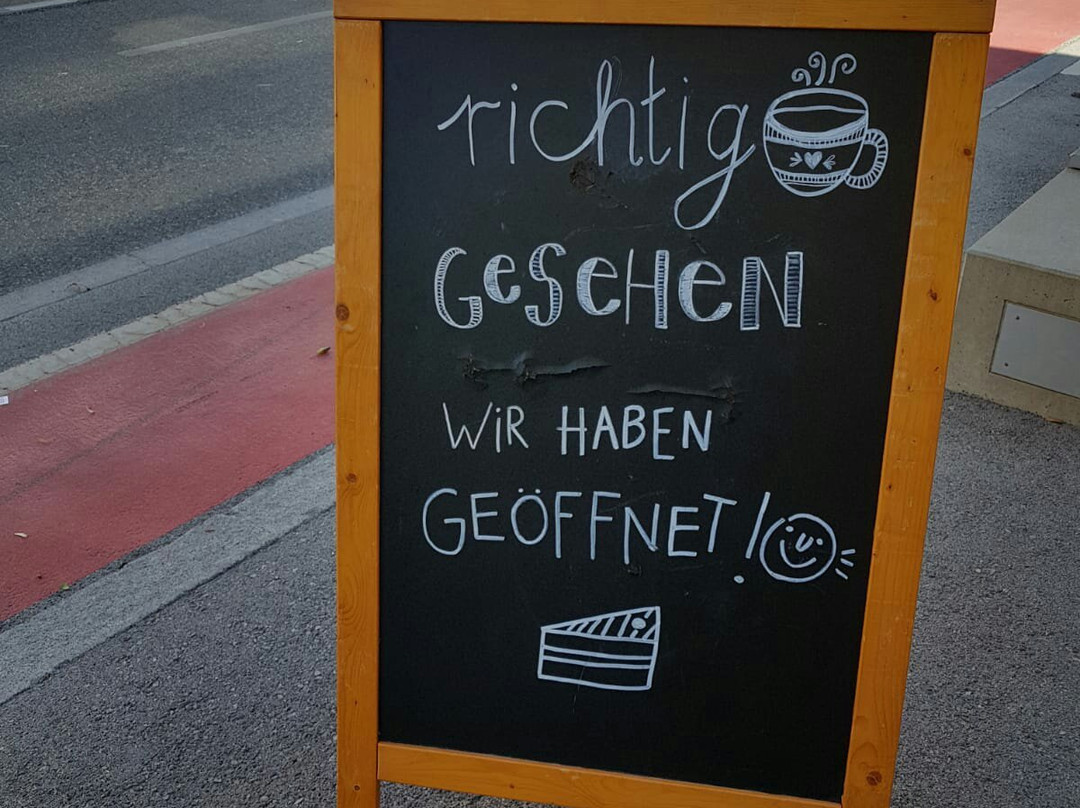 richtig
GeSeHeN
WiR HABEN
GEÖFFNET!